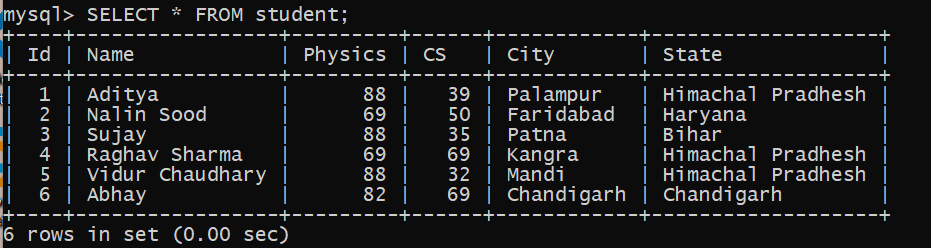 mysql> SELECT * FROM student;
+----+-----------------+---------+------+------------+-------------------+
| Id | Name            | Physics | CS   | City       | State             |
+----+-----------------+---------+------+------------+-------------------+
|  1 | Aditya          |      88 |   39 | Palampur   | Himachal Pradhesh |
|  2 | Nalin Sood      |      69 |   50 | Faridabad  | Haryana           |
|  3 | Sujay           |      88 |   35 | Patna      | Bihar             |
|  4 | Raghav Sharma   |      69 |   69 | Kangra     | Himachal Pradhesh |
|  5 | Vidur Chaudhary |      88 |   32 | Mandi      | Himachal Pradhesh |
|  6 | Abhay           |      82 |   69 | Chandigarh | Chandigarh        |
+----+-----------------+---------+------+------------+-------------------+
6 rows in set (0.00 sec)